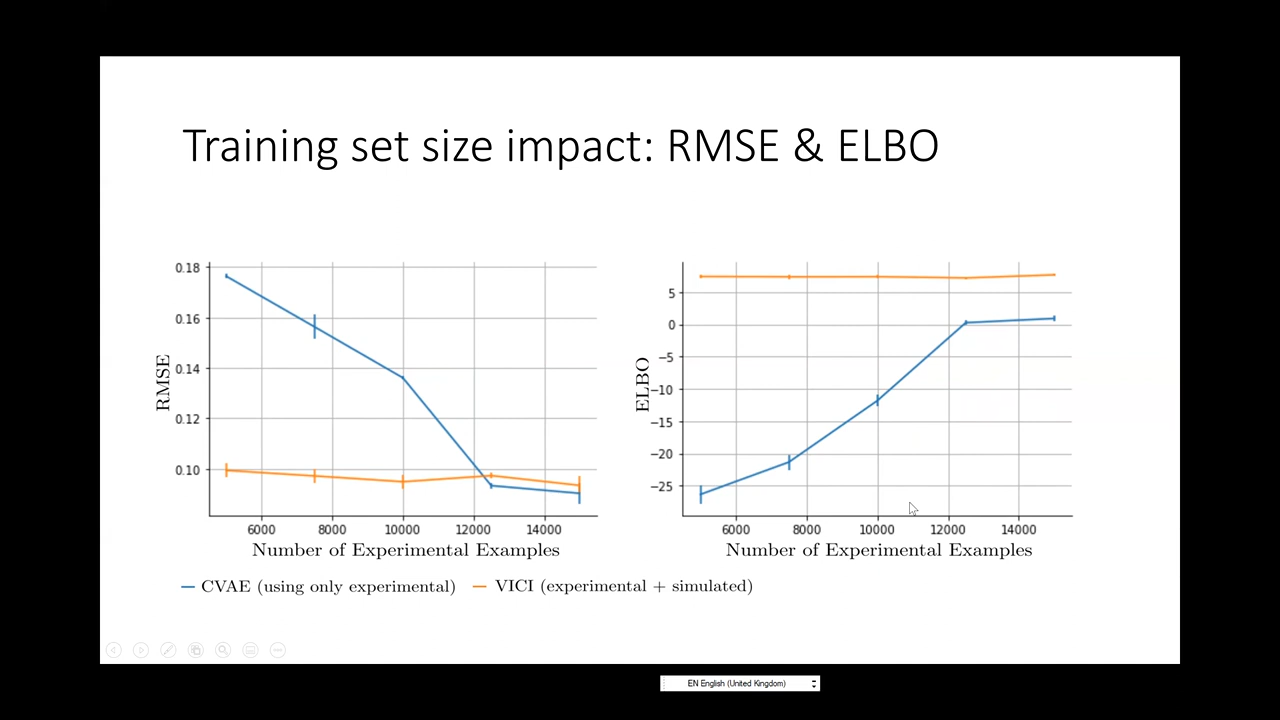 Training set size impact: RMSE & ELBO
RMSE
0.18
0.16
0.14
0.12
0.10
6000 8000 10000 12000 14000
Number of Experimental Examples
ELBO
5
0
−5
−10
−15
−20
−25
6000 8000 10000 12000 14000
Number of Experimental Examples
CVAE (using only experimental) VICI (experimental + simulated)
EN English (United Kingdom)